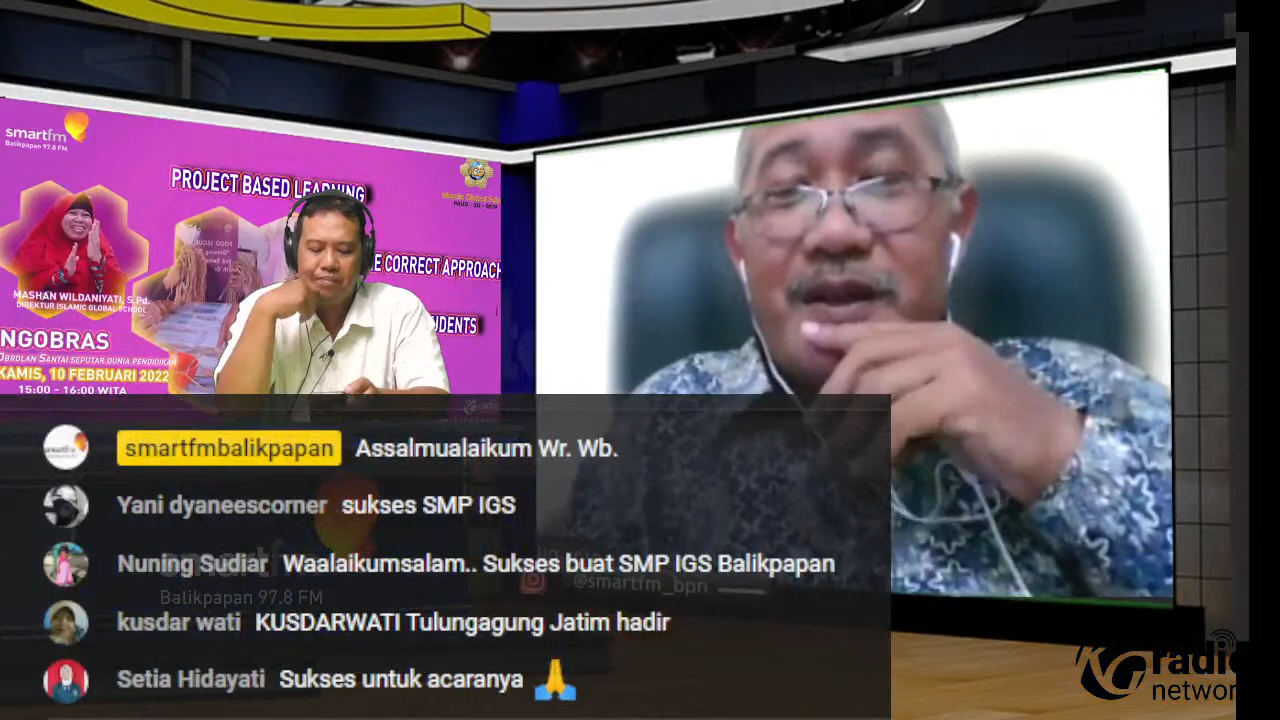 smartfm
Balikpapan 97.8 FM
PROJECT BASED LEARNING
E CORRECT APPROACH
UDENTS
MASHAN WILDANIYATI, S.Pd.
DIREKTUR ISLAMIC GLOBAL SCHOOL
NGOBRAS
OBROLAN SANTAI SEPUTAR DUNIA PENDIDIKAN
KAMIS, 10 FEBRUARI 2022
15:00 - 16:00 WITA
smartfmbalikpapan Assalmualaikum Wr. Wb.
Yani dyaneescorner sukses SMP IGS
Nuning Sudiar Waalaikumsalam.. Sukses buat SMP IGS Balikpapan
@smartfm_bpn
Balikpapan 97.8 FM
kusdar wati KUSDARWATI Tulungagung Jatim hadir
Setia Hidayati Sukses untuk acaranya 🙏
KG radio
network